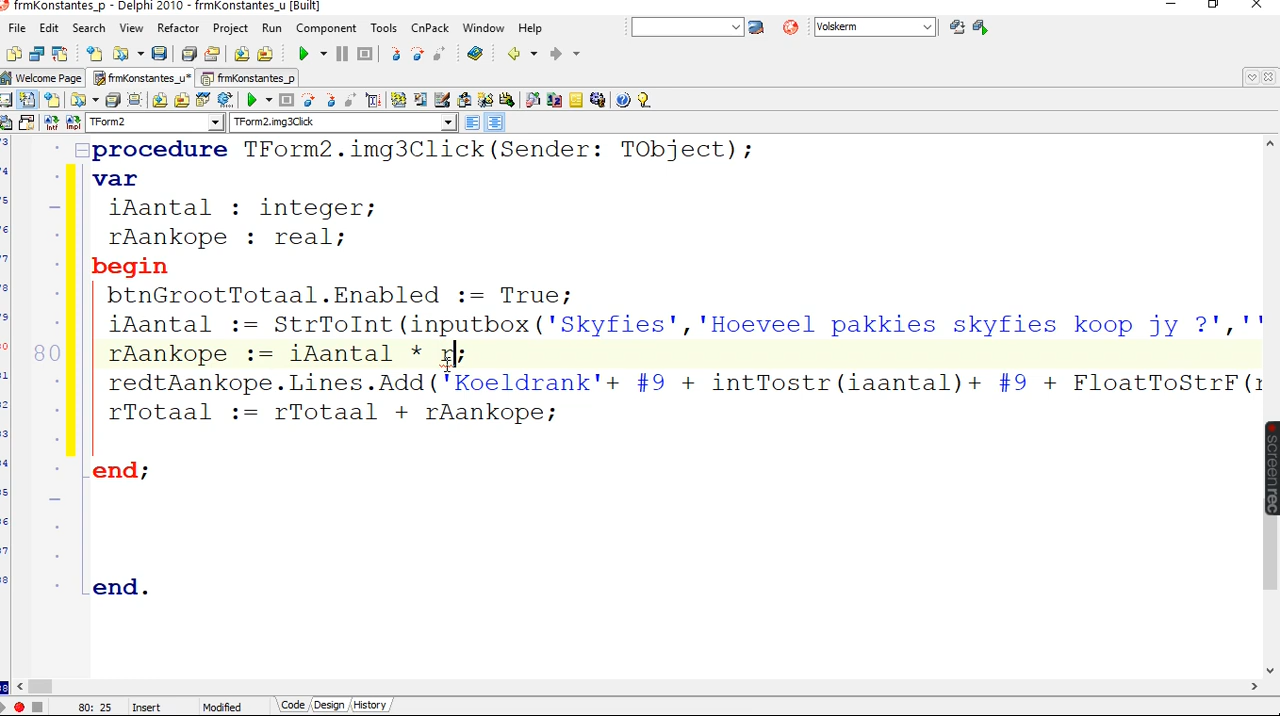 frmKonstantes_p - Delphi 2010 - frmKonstantes_u [Built]
File Edit Search View Refactor Project Run Component Tools CnPack Window Help
Volskerm
Welcome Page frmKonstantes_u* frmKonstantes_p
TForm2 TForm2.img3Click
procedure TForm2.img3Click(Sender: TObject);
var
iAantal : integer;
rAankope : real;
begin
btnGrootTotaal.Enabled := True;
iAantal := StrToInt(inputbox('Skyfies','Hoeveel pakkies skyfies koop jy ?',''
80 rAankope := iAantal * r;
redtAankope.Lines.Add('Koeldrank'+ #9 + intTostr(iaantal)+ #9 + FloatToStrF(r
rTotaal := rTotaal + rAankope;
end;
end.
screenrec
80: 25 Insert Modified Code Design History